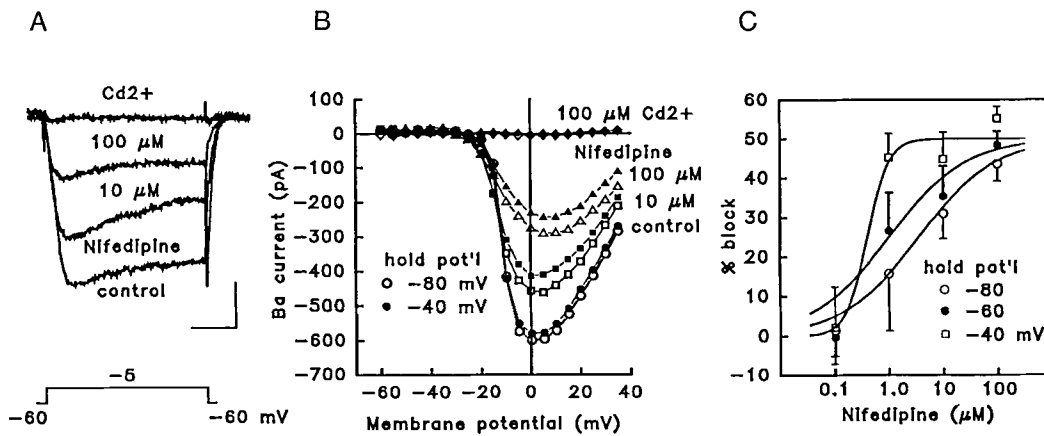 A
Cd2+
100 μM
10 μM
Nifedipine
control
-5
-60
-60 mV
B
100
0
-100
-200
-300
-400
-500
-600
-700
Ba current (pA)
100 μM Cd2+
Nifedipine
100 μM
10 μM
control
hold pot'l
-80 mV
-40 mV
-60 -40 -20 0 20 40
Membrane potential (mV)
C
60
50
40
30
20
10
0
-10
% block
hold pot'l
-80
-60
-40 mV
0.1 1.0 10 100
Nifedipine (μM)